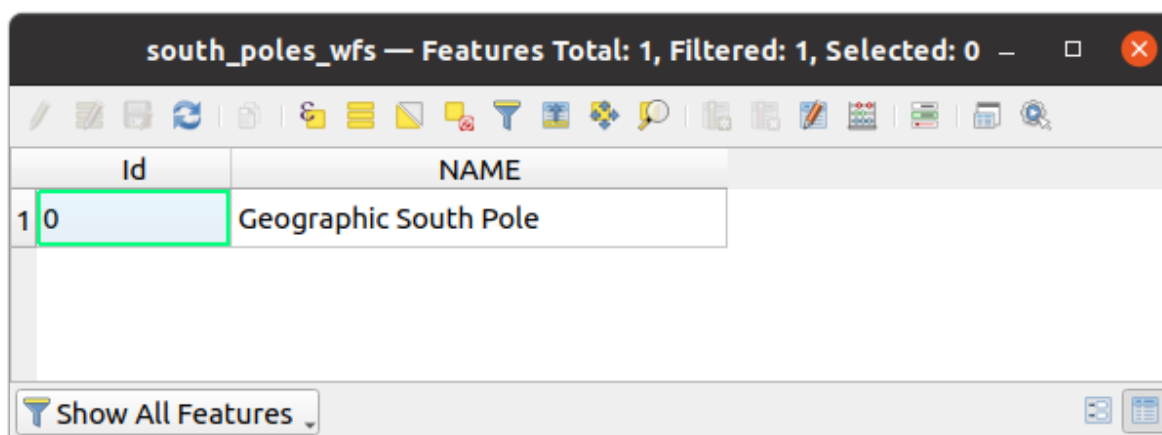 south_poles_wfs — Features Total: 1, Filtered: 1, Selected: 0
Id NAME
1 0 Geographic South Pole
Show All Features